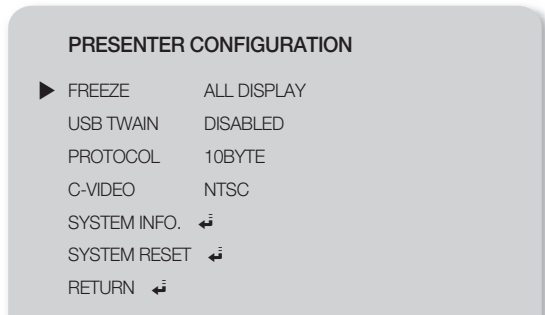 PRESENTER CONFIGURATION
FREEZE ALL DISPLAY
USB TWAIN DISABLED
PROTOCOL 10BYTE
C-VIDEO NTSC
SYSTEM INFO.
SYSTEM RESET
RETURN